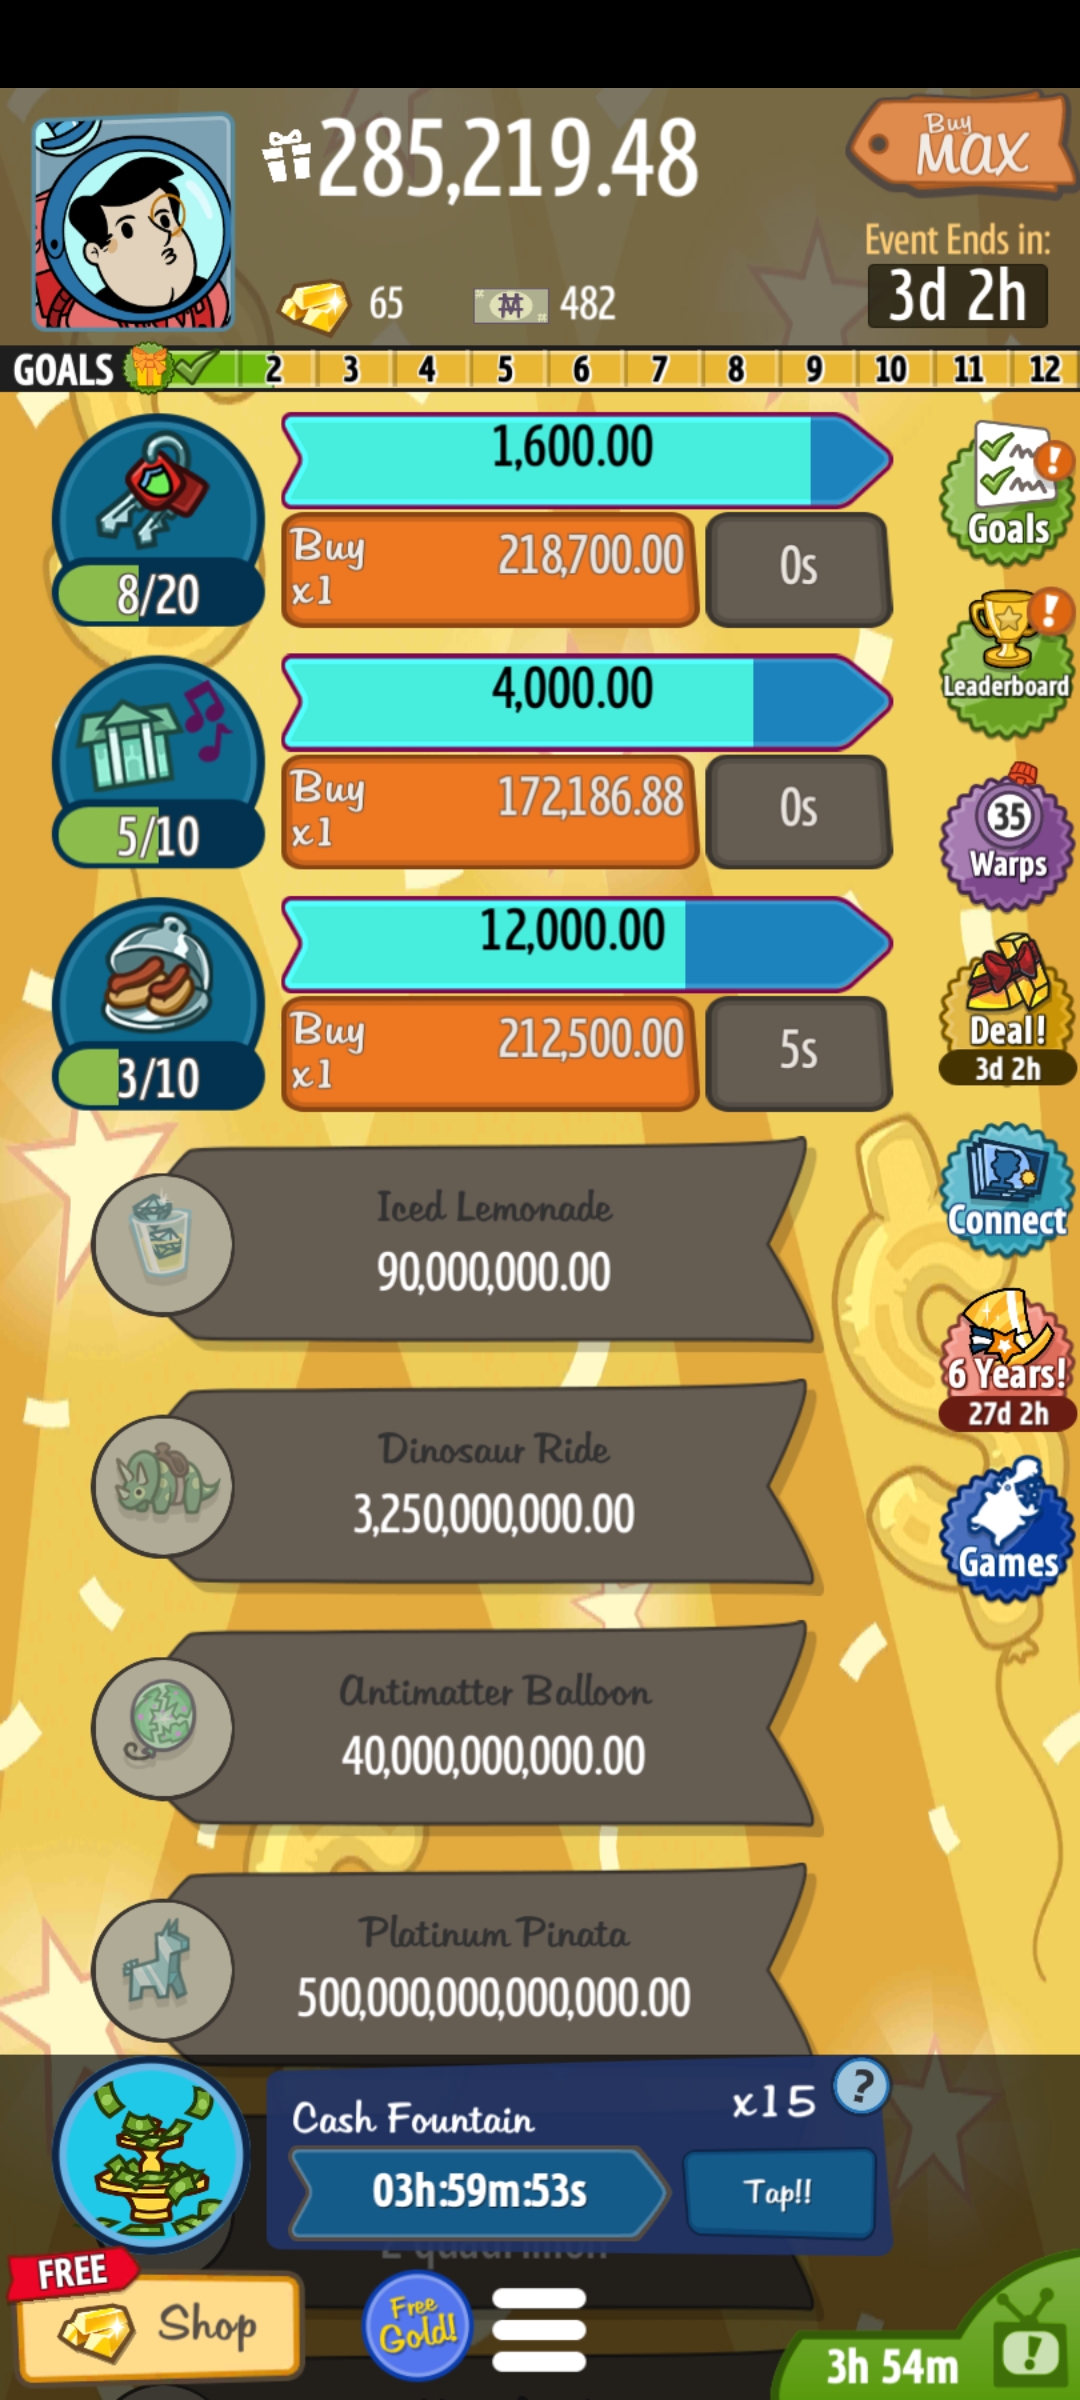 285,219.48
Buy
MAX
65
482
Event Ends in:
3d 2h
GOALS 2 3 4 5 6 7 8 9 10 11 12
1,600.00
8/20
Buy
x1
218,700.00
0s
Goals
4,000.00
5/10
Buy
x1
172,186.88
0s
Leaderboard
35
Warps
12,000.00
3/10
Buy
x1
212,500.00
5s
Deal!
3d 2h
Iced Lemonade
90,000,000.00
Connect
Dinosaur Ride
3,250,000,000.00
6 Years!
27d 2h
Games
Antimatter Balloon
40,000,000,000.00
Platinum Pinata
500,000,000,000,000.00
Cash Fountain
x15
?
03h:59m:53s
Tap!!
FREE
Shop
Free
Gold!
3h 54m